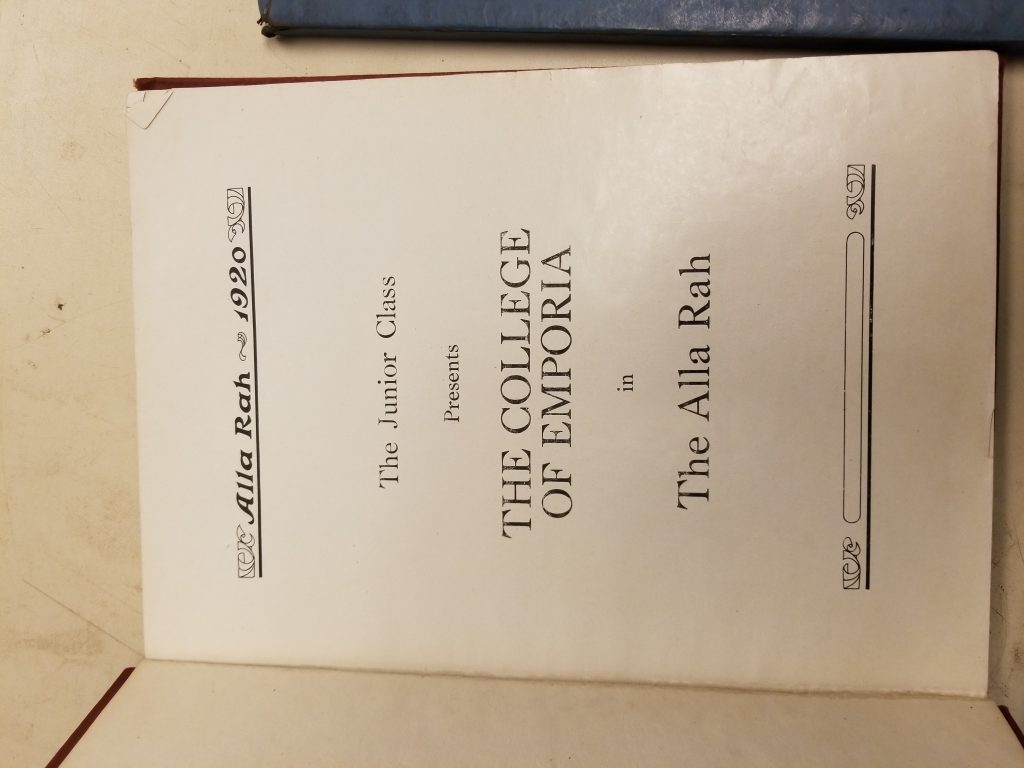 Alla Rah ~ 1920
The Junior Class
Presents
THE COLLEGE
OF EMPORIA
in
The Alla Rah